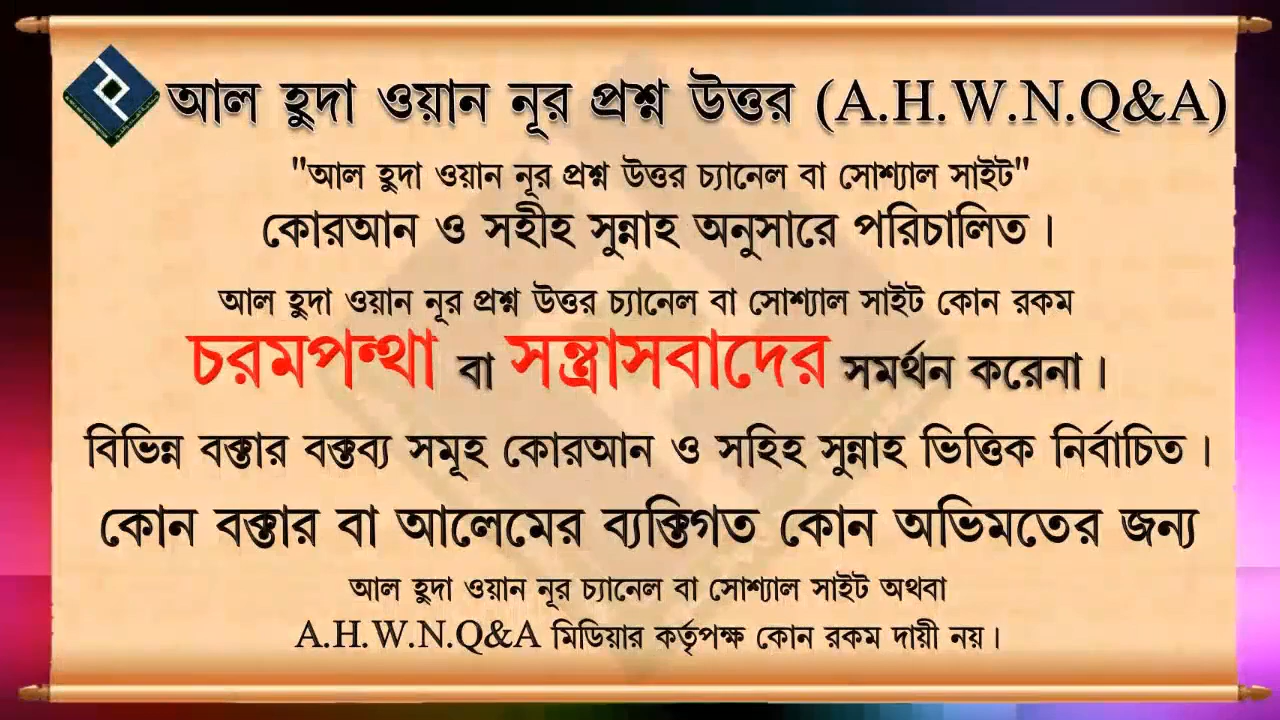 আল হুদা ওয়ান নূর প্রশ্ন উত্তর (A.H.W.N.Q&A)
"আল হুদা ওয়ান নূর প্রশ্ন উত্তর চ্যানেল বা সোশ্যাল সাইট"
কোরআন ও সহীহ সুন্নাহ অনুসারে পরিচালিত।
আল হুদা ওয়ান নূর প্রশ্ন উত্তর চ্যানেল বা সোশ্যাল সাইট কোন রকম
চরমপন্থা বা সন্ত্রাসবাদের সমর্থন করেনা।
বিভিন্ন বক্তার বক্তব্য সমূহ কোরআন ও সহিহ সুন্নাহ ভিত্তিক নির্বাচিত।
কোন বক্তার বা আলেমের ব্যক্তিগত কোন অভিমতের জন্য
আল হুদা ওয়ান নূর চ্যানেল বা সোশ্যাল সাইট অথবা
A.H.W.N.Q&A মিডিয়ার কর্তৃপক্ষ কোন রকম দায়ী নয়।